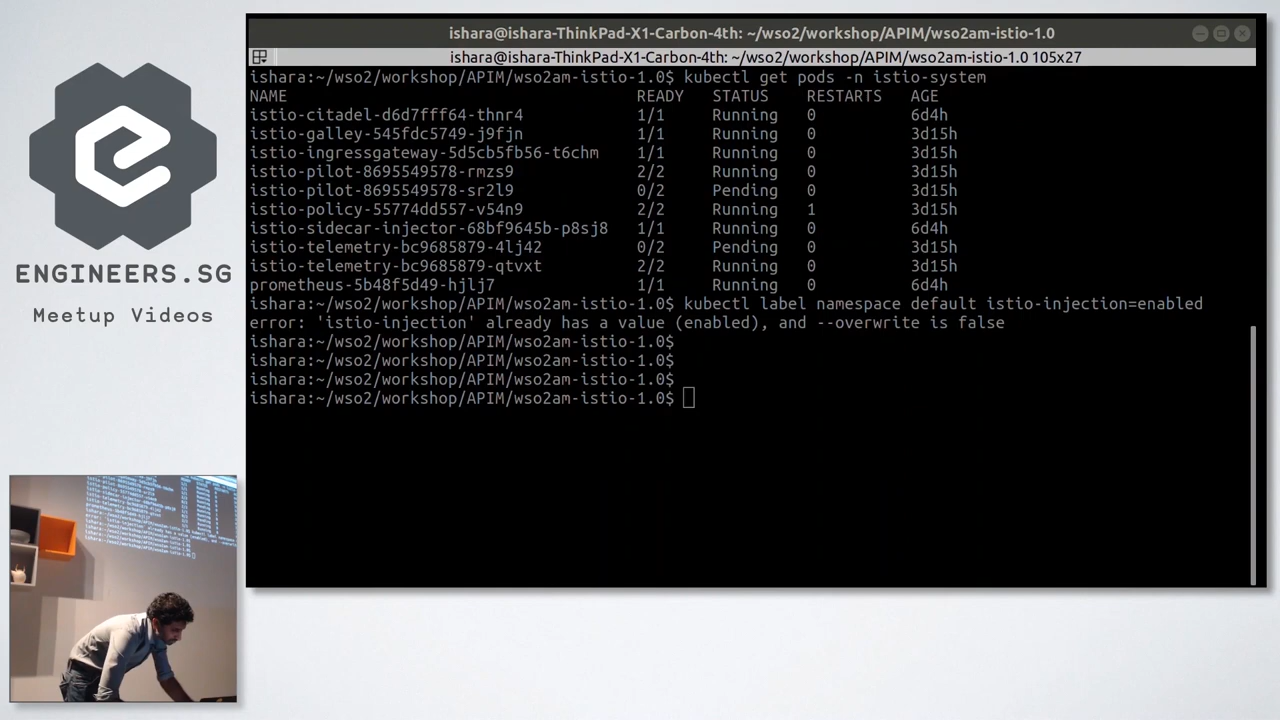 ENGINEERS.SG
Meetup Videos
ishara@ishara-ThinkPad-X1-Carbon-4th: ~/wso2/workshop/APIM/wso2am-istio-1.0
ishara@ishara-ThinkPad-X1-Carbon-4th: ~/wso2/workshop/APIM/wso2am-istio-1.0 105x27
ishara:~/wso2/workshop/APIM/wso2am-istio-1.0$ kubectl get pods -n istio-system
NAME READY STATUS RESTARTS AGE
istio-citadel-d6d7fff64-thnr4 1/1 Running 0 6d4h
istio-galley-545fdc5749-j9fjn 1/1 Running 0 3d15h
istio-ingressgateway-5d5cb5fb56-t6chm 1/1 Running 0 3d15h
istio-pilot-8695549578-rmzs9 2/2 Running 0 3d15h
istio-pilot-8695549578-sr2l9 0/2 Pending 0 3d15h
istio-policy-55774dd557-v54n9 2/2 Running 1 3d15h
istio-sidecar-injector-68bf9645b-p8sj8 1/1 Running 0 6d4h
istio-telemetry-bc9685879-4lj42 0/2 Pending 0 3d15h
istio-telemetry-bc9685879-qtvxt 2/2 Running 0 3d15h
prometheus-5b48f5d49-hjlj7 1/1 Running 0 6d4h
ishara:~/wso2/workshop/APIM/wso2am-istio-1.0$ kubectl label namespace default istio-injection=enabled
error: 'istio-injection' already has a value (enabled), and --overwrite is false
ishara:~/wso2/workshop/APIM/wso2am-istio-1.0$
ishara:~/wso2/workshop/APIM/wso2am-istio-1.0$
ishara:~/wso2/workshop/APIM/wso2am-istio-1.0$
ishara:~/wso2/workshop/APIM/wso2am-istio-1.0$